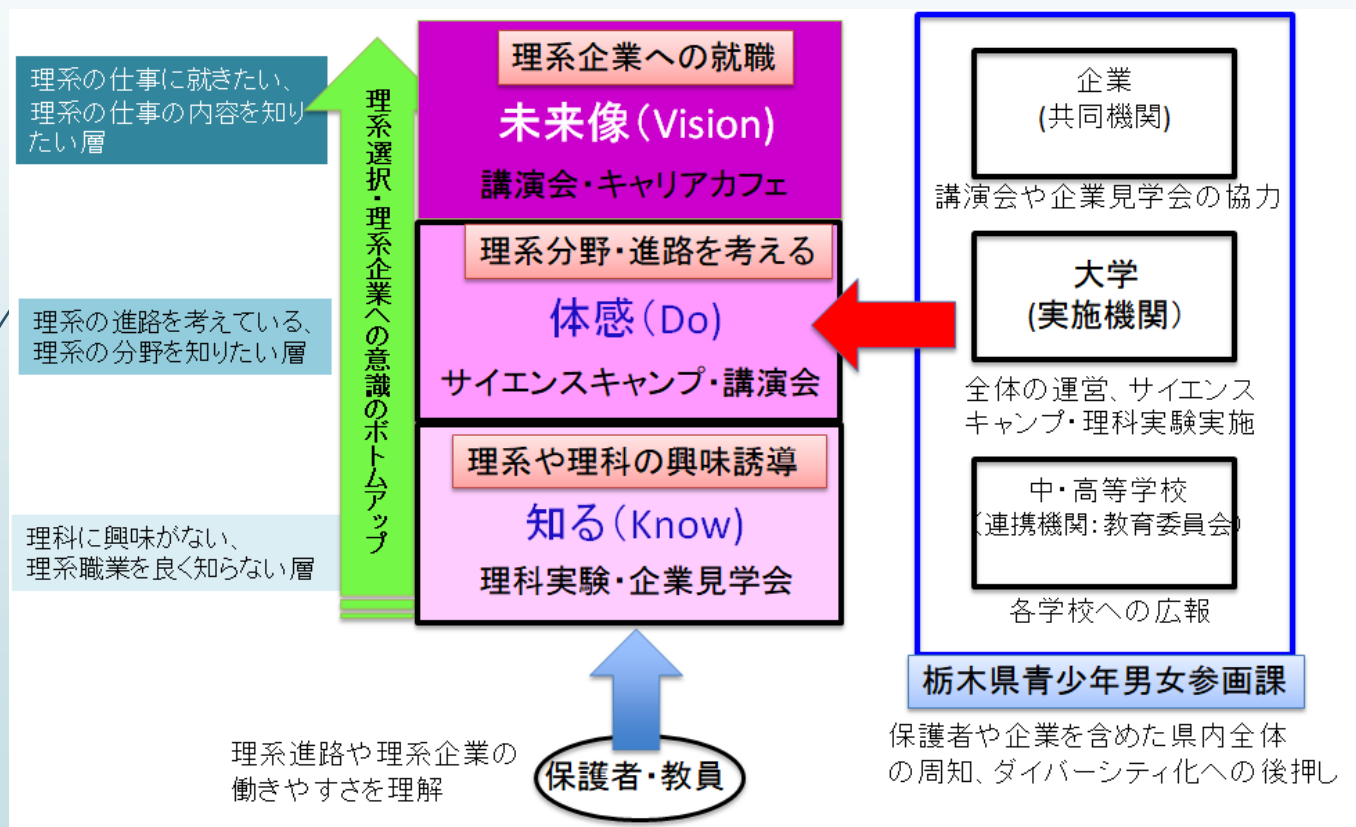 理系の仕事に就きたい、
理系の仕事の内容を知り
たい層
理系の進路を考えている、
理系の分野を知りたい層
理科に興味がない、
理系職業を良く知らない層
理系選択・理系企業への意識のボトムアップ
理系企業への就職
未来像(Vision)
講演会・キャリアカフェ
理系分野・進路を考える
体感(Do)
サイエンスキャンプ・講演会
理系や理科の興味誘導
知る(Know)
理科実験・企業見学会
理系進路や理系企業の
働きやすさを理解
保護者・教員
企業
(共同機関)
講演会や企業見学会の協力
大学
(実施機関)
全体の運営、サイエンス
キャンプ・理科実験実施
中・高等学校
(連携機関:教育委員会)
各学校への広報
栃木県青少年男女参画課
保護者や企業を含めた県内全体
の周知、ダイバーシティ化への後押し